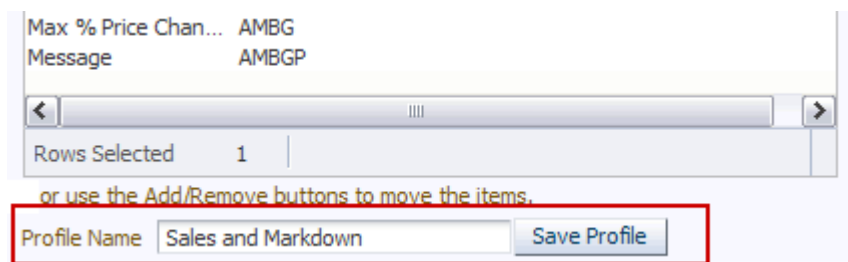 Max % Price Chan... AMBG
Message AMBGP
Rows Selected 1
or use the Add/Remove buttons to move the items.
Profile Name Sales and Markdown Save Profile